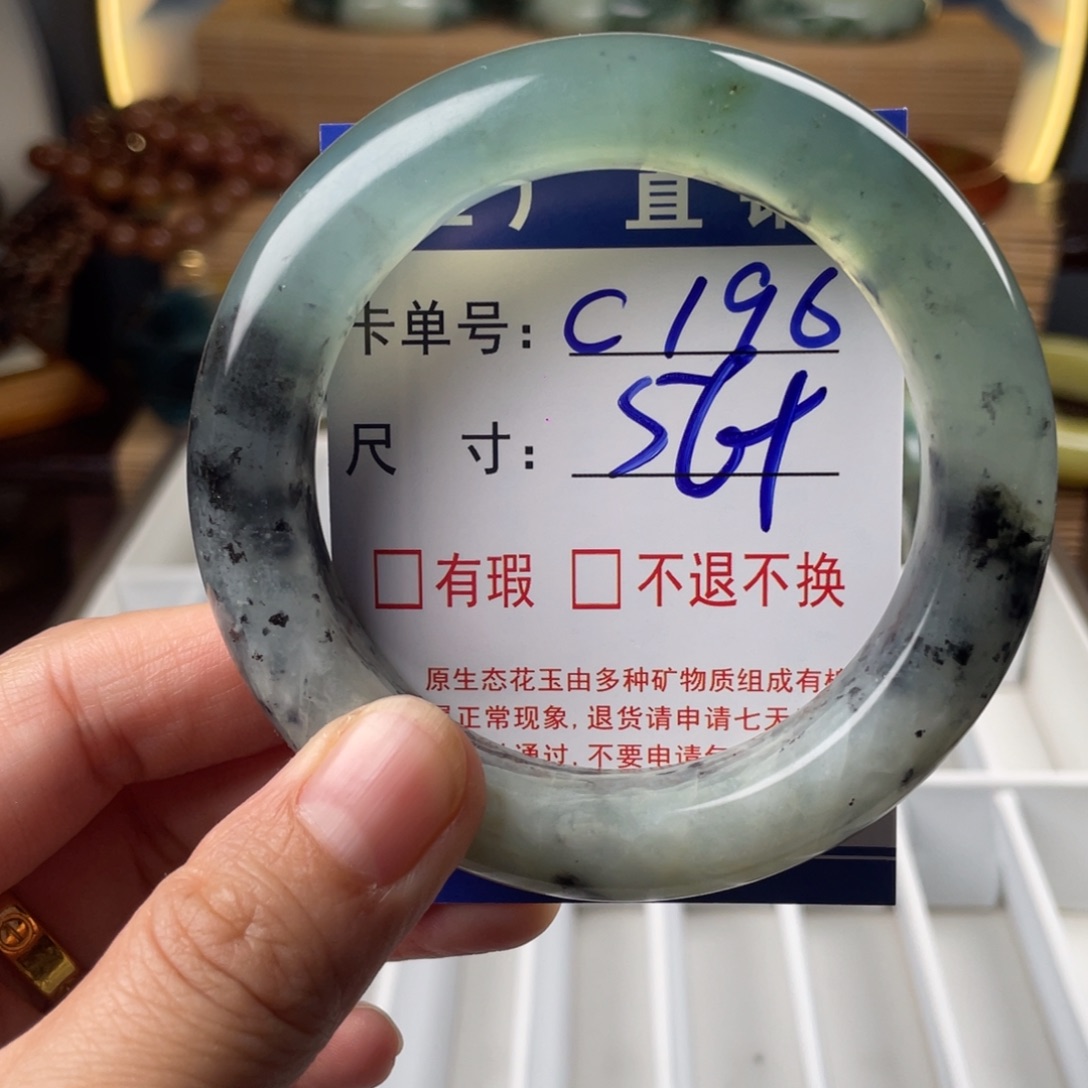 直
卡单号: C196
尺 寸: 56+
□有瑕 □不退不换
原生态花玉由多种矿物质组成有
正常现象,退货请申请七天
通过,不要申请